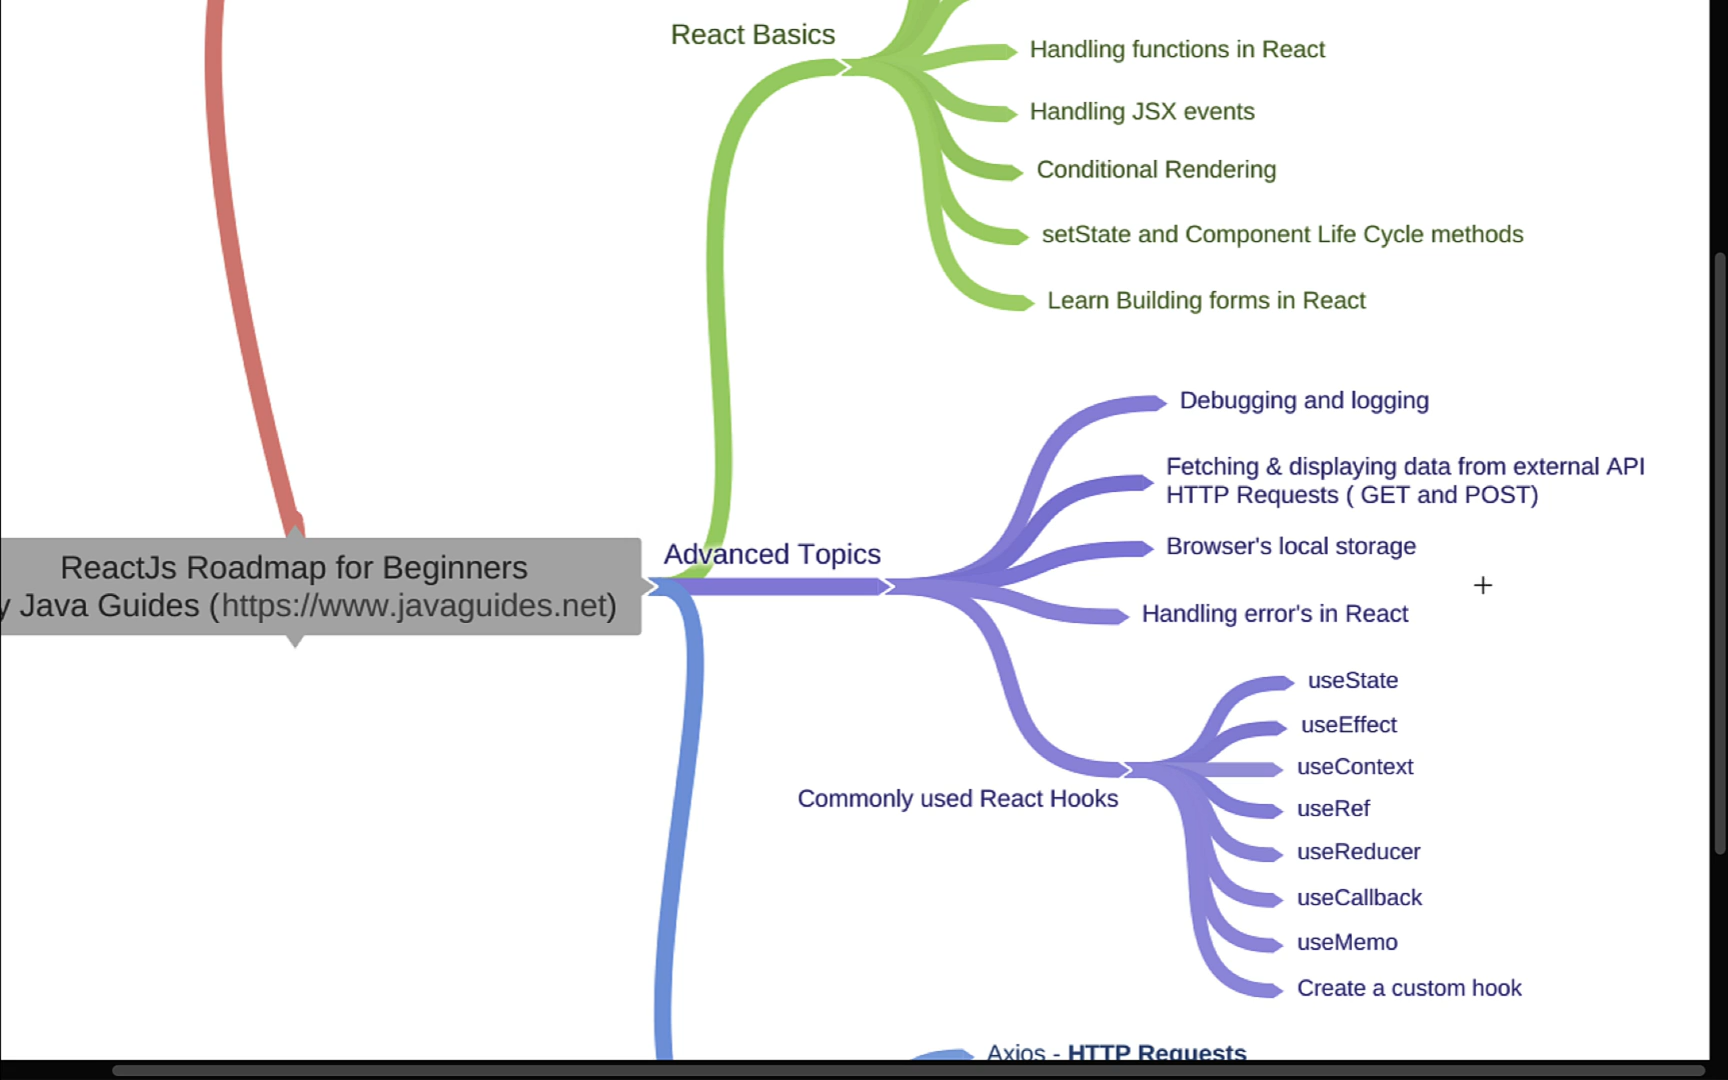 React Basics
Handling functions in React
Handling JSX events
Conditional Rendering
setState and Component Life Cycle methods
Learn Building forms in React
Debugging and logging
Fetching & displaying data from external API
HTTP Requests ( GET and POST)
Advanced Topics
Browser's local storage
ReactJs Roadmap for Beginners
y Java Guides (https://www.javaguides.net)
Handling error's in React
useState
useEffect
useContext
Commonly used React Hooks
useRef
useReducer
useCallback
useMemo
Create a custom hook
Axios - HTTP Requests